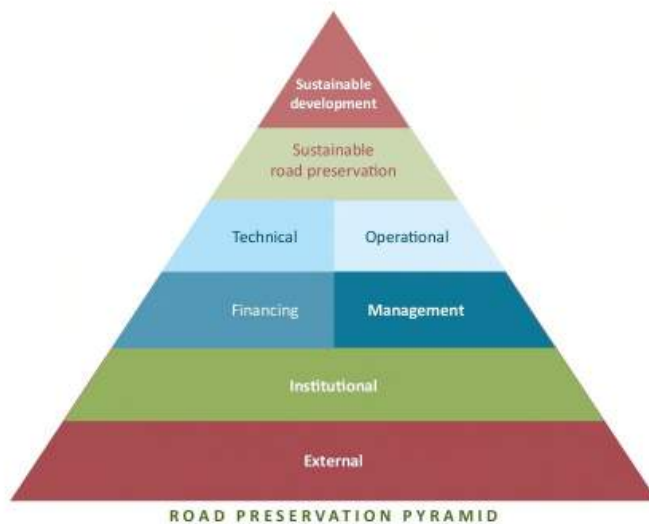 Sustainable
development
Sustainable
road preservation
Technical Operational
Financing Management
Institutional
External
ROAD PRESERVATION PYRAMID